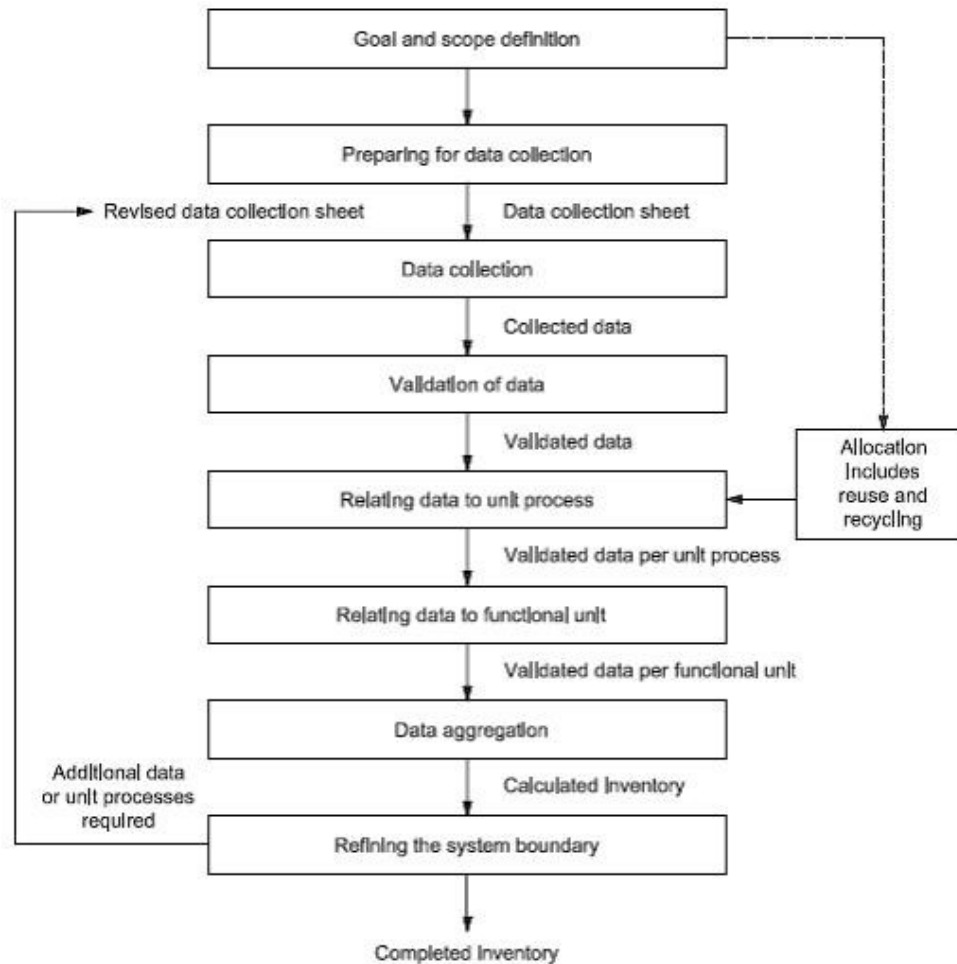 Goal and scope definition
Preparing for data collection
Revised data collection sheet
Data collection sheet
Data collection
Collected data
Validation of data
Validated data
Allocation
includes
reuse and
recycling
Relating data to unit process
Validated data per unit process
Relating data to functional unit
Validated data per functional unit
Data aggregation
Additional data
or unit processes
required
Calculated inventory
Refining the system boundary
Completed inventory